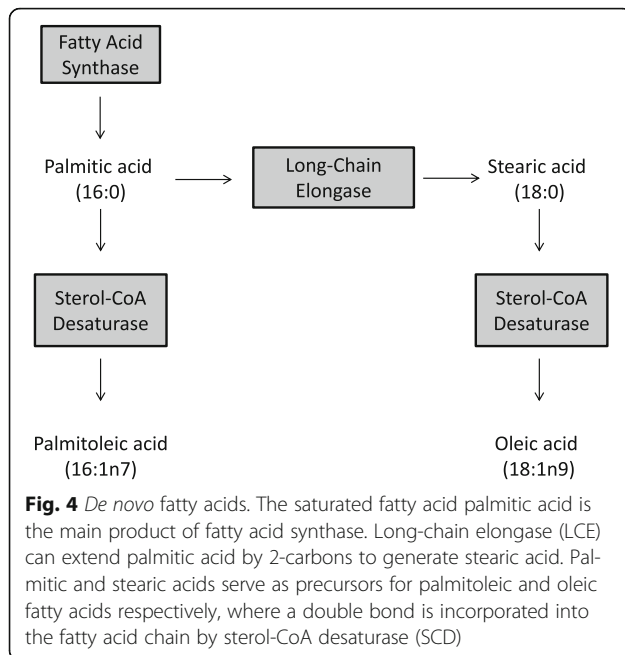 Fatty Acid
Synthase
Palmitic acid
(16:0)
Long-Chain
Elongase
Stearic acid
(18:0)
Sterol-CoA
Desaturase
Sterol-CoA
Desaturase
Palmitoleic acid
(16:1n7)
Oleic acid
(18:1n9)
Fig. 4 De novo fatty acids. The saturated fatty acid palmitic acid is
the main product of fatty acid synthase. Long-chain elongase (LCE)
can extend palmitic acid by 2-carbons to generate stearic acid. Pal-
mitic and stearic acids serve as precursors for palmitoleic and oleic
fatty acids respectively, where a double bond is incorporated into
the fatty acid chain by sterol-CoA desaturase (SCD)